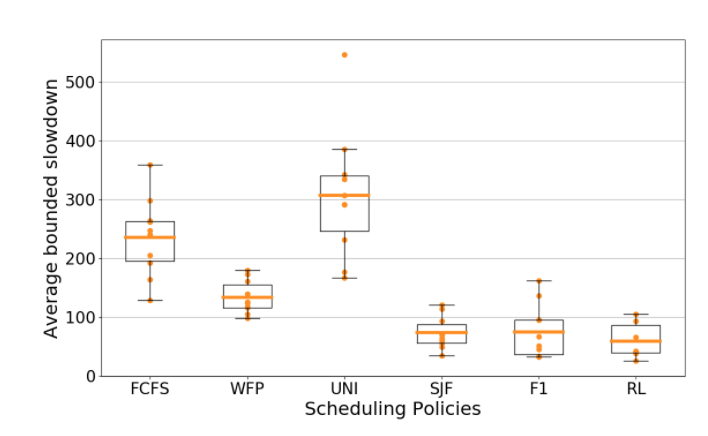 Average bounded slowdown
500
400
300
200
100
0
FCFS WFP UNI SJF F1 RL
Scheduling Policies